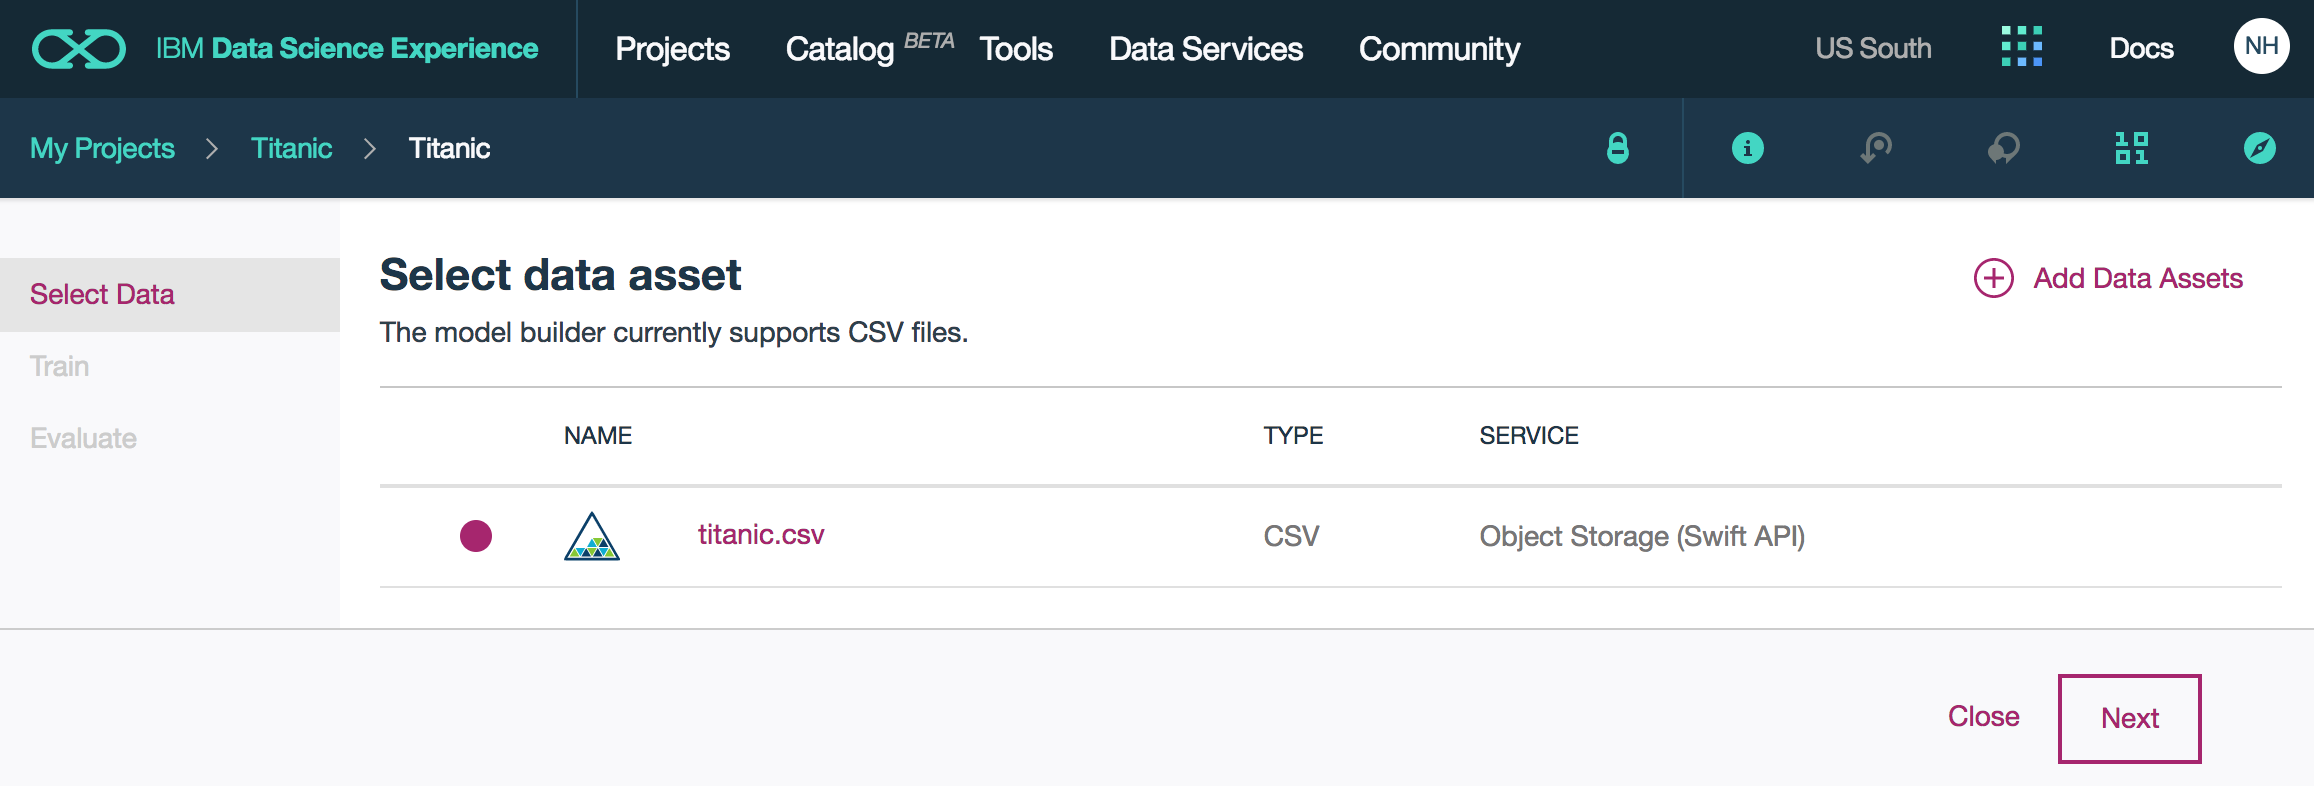 IBM Data Science Experience Projects Catalog BETA Tools Data Services Community US South Docs NH
My Projects > Titanic > Titanic
Select Data
Train
Evaluate
Select data asset
Add Data Assets
The model builder currently supports CSV files.
NAME TYPE SERVICE
titanic.csv CSV Object Storage (Swift API)
Close Next